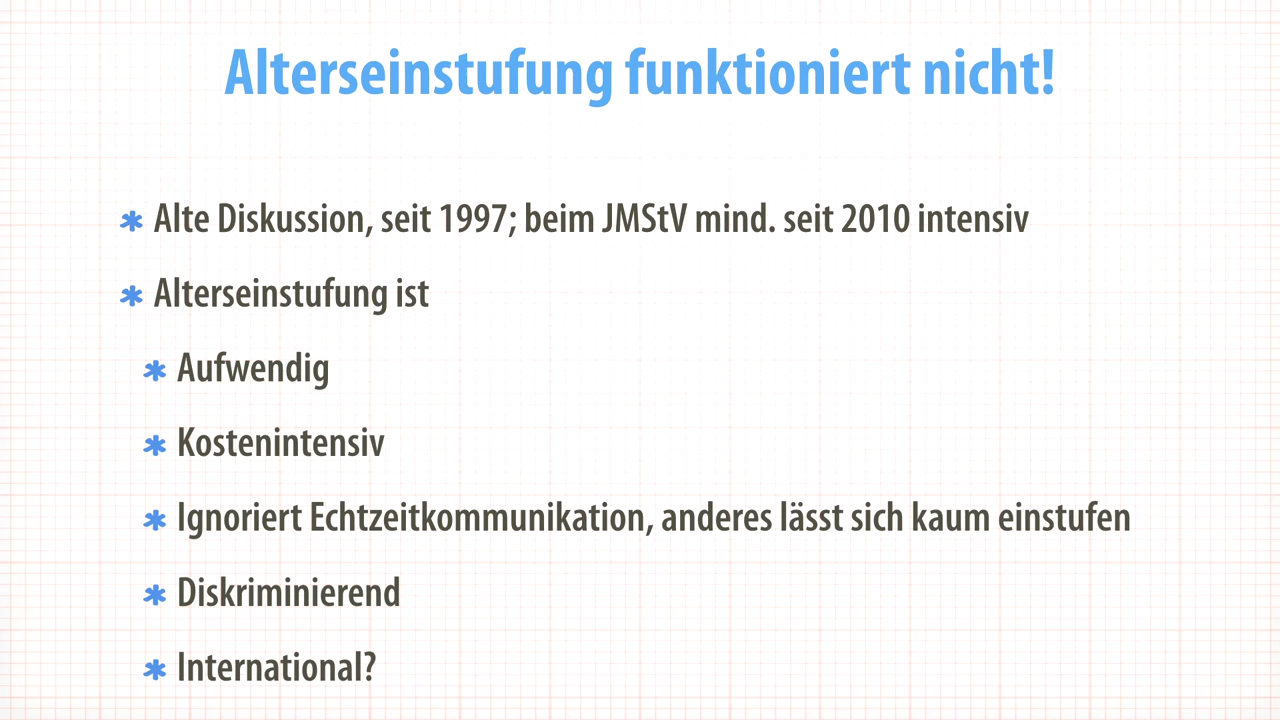 Alterseinstufung funktioniert nicht!
* Alte Diskussion, seit 1997; beim JMStV mind. seit 2010 intensiv
* Alterseinstufung ist
* Aufwendig
* Kostenintensiv
* Ignoriert Echtzeitkommunikation, anderes lässt sich kaum einstufen
* Diskriminierend
* International?